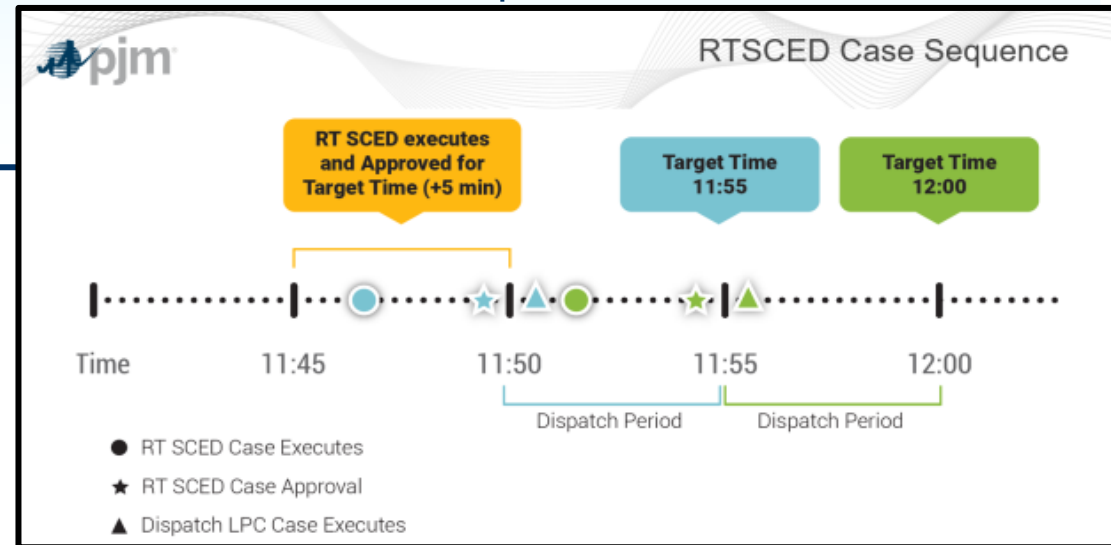 pjm
RTSCED Case Sequence
RT SCED executes
and Approved for
Target Time (+5 min)
Target Time
11:55
Target Time
12:00
Time
11:45
11:50
11:55
12:00
Dispatch Period
Dispatch Period
RT SCED Case Executes
RT SCED Case Approval
Dispatch LPC Case Executes